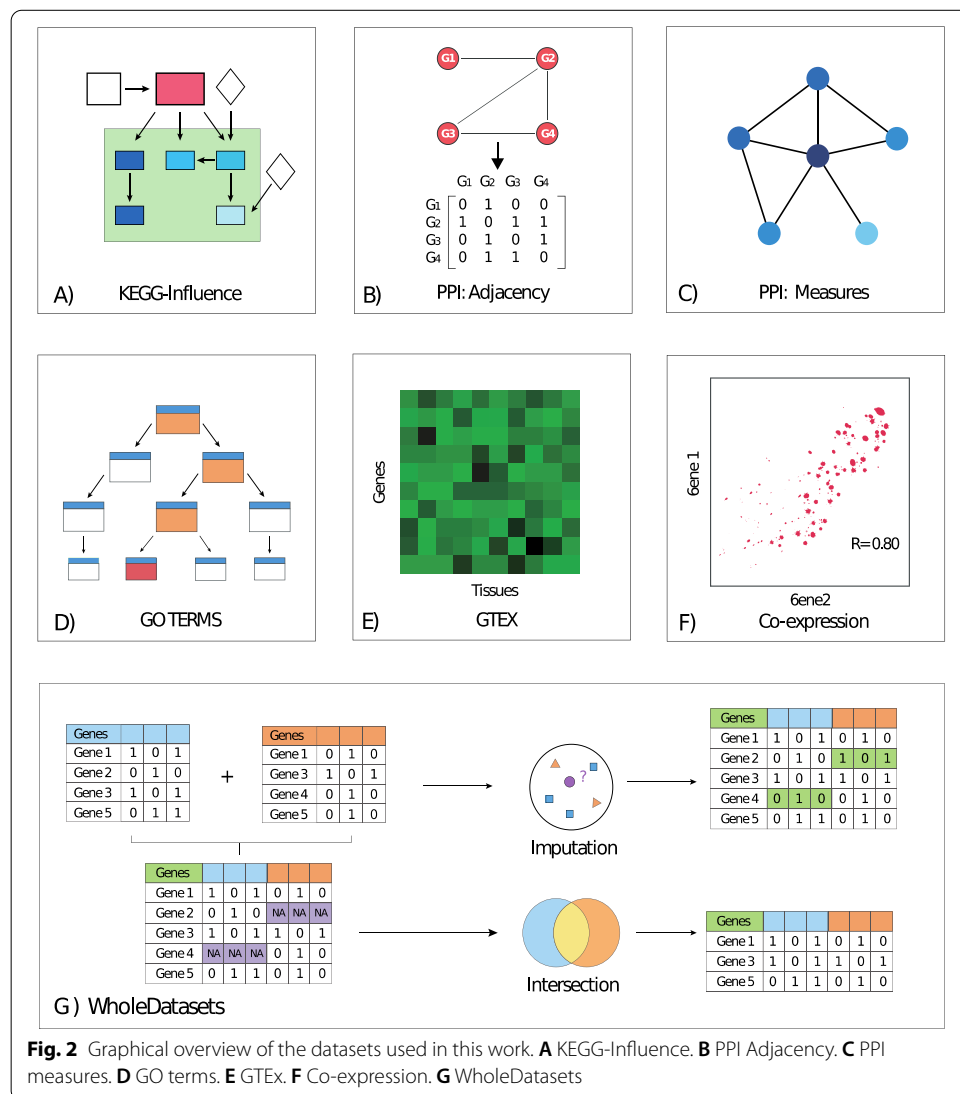 A) KEGG-Influence
G1 G2
G3 G4
G1 G2 G3 G4
G1 0 1 0 0
G2 1 0 1 1
G3 0 1 0 1
G4 0 1 1 0
B) PPI: Adjacency
C) PPI: Measures
D) GO TERMS
Genes
Tissues
E) GTEX
6ene 1
R=0.80
6ene2
F) Co-expression
Genes
Gene 1 1 0 1
Gene 2 0 1 0
Gene 3 1 0 1
Gene 5 0 1 1
+
Genes
Gene 1 0 1 0
Gene 3 1 0 1
Gene 4 0 1 0
Gene 5 0 1 0
?
Imputation
Genes
Gene 1 1 0 1 0 1 0
Gene 2 0 1 0 1 0 1
Gene 3 1 0 1 1 0 1
Gene 4 0 1 0 0 1 0
Gene 5 0 1 1 0 1 0
Genes
Gene 1 1 0 1 0 1 0
Gene 2 0 1 0 NA NA NA
Gene 3 1 0 1 1 0 1
Gene 4 NA NA NA 0 1 0
Gene 5 0 1 1 0 1 0
Intersection
Genes
Gene 1 1 0 1 0 1 0
Gene 3 1 0 1 1 0 1
Gene 5 0 1 1 0 1 0
G) WholeDatasets
Fig. 2 Graphical overview of the datasets used in this work. A KEGG-Influence. B PPI Adjacency. C PPI
measures. D GO terms. E GTEx. F Co-expression. G WholeDatasets